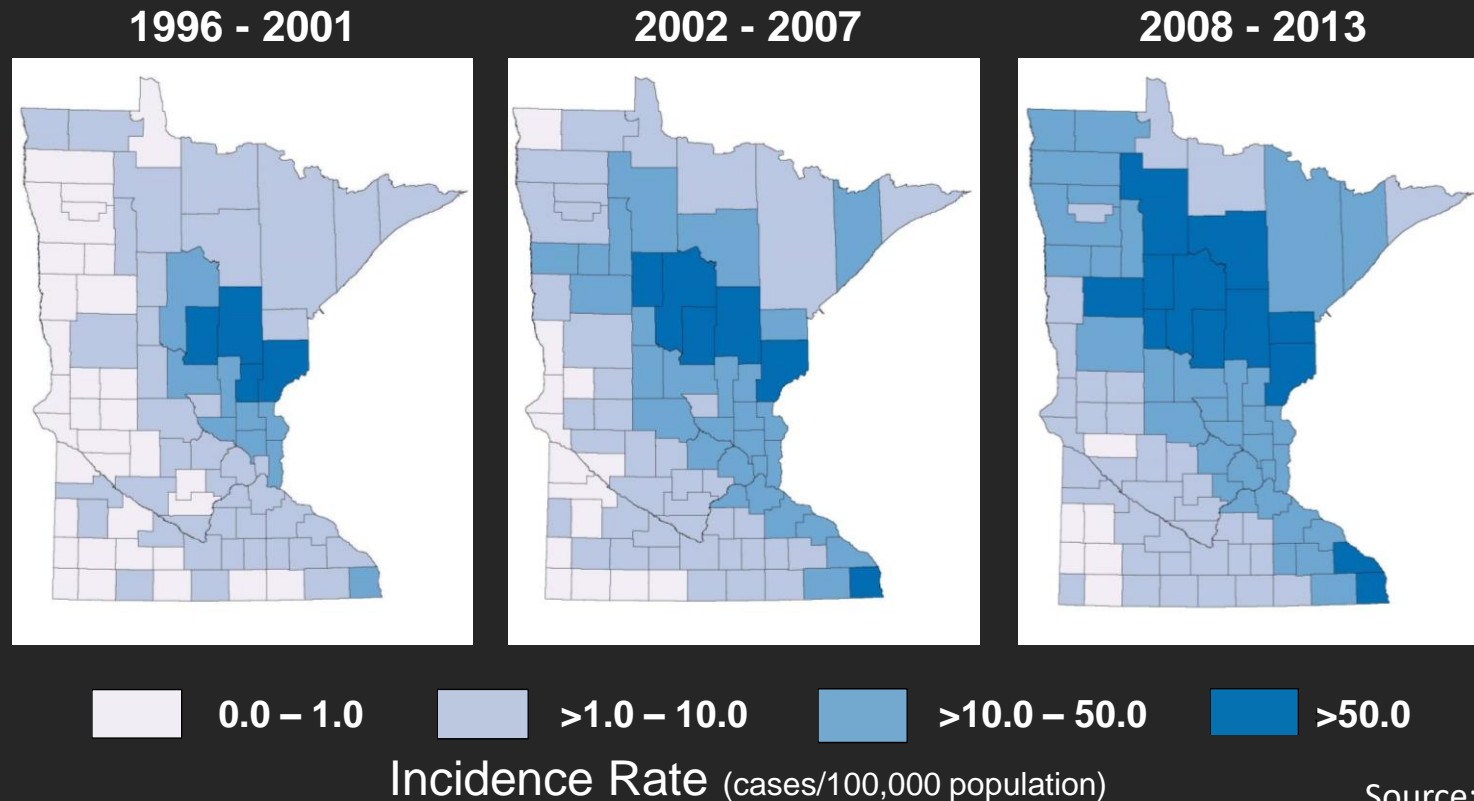 1996 - 2001
2002 - 2007
2008 - 2013
0.0 – 1.0
>1.0 – 10.0
>10.0 – 50.0
>50.0
Incidence Rate (cases/100,000 population)
Source: